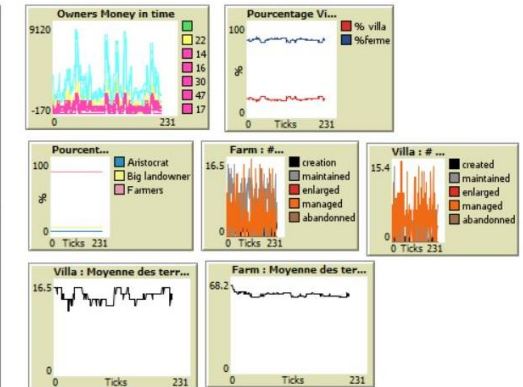 Owners Money in time
9120
-170
0
231
22
14
16
30
47
17
Pourcentage Vi...
100
%
0
0
Ticks
231
% villa
%ferme
Pourcent...
100
%
0
0 Ticks 231
Aristocrat
Big landowner
Farmers
Farm : #...
16.5
0
0 Ticks 231
creation
maintained
enlarged
managed
abandonned
Villa : # ...
15.4
0
0 Ticks 231
created
maintained
enlarged
managed
abandonned
Villa : Moyenne des terr...
16.5
0
0
Ticks
231
Farm : Moyenne des ter...
68.2
0
0
Ticks
231